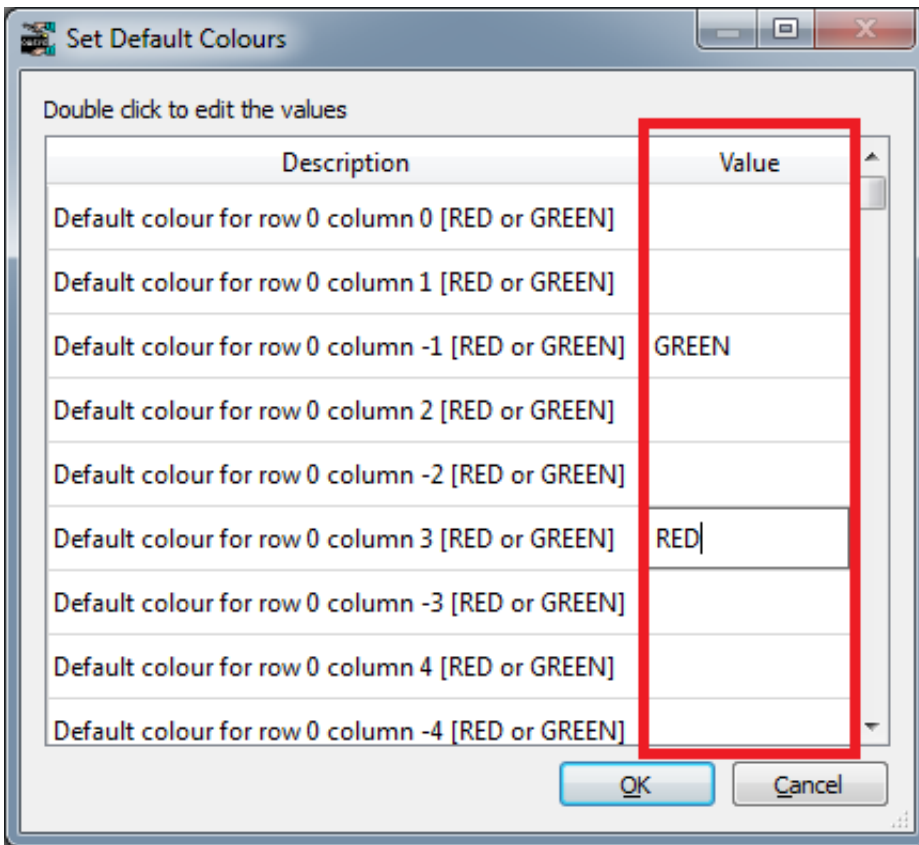 Set Default Colours
Double click to edit the values
Description Value
Default colour for row 0 column 0 [RED or GREEN]
Default colour for row 0 column 1 [RED or GREEN]
Default colour for row 0 column -1 [RED or GREEN] GREEN
Default colour for row 0 column 2 [RED or GREEN]
Default colour for row 0 column -2 [RED or GREEN]
Default colour for row 0 column 3 [RED or GREEN] RED
Default colour for row 0 column -3 [RED or GREEN]
Default colour for row 0 column 4 [RED or GREEN]
Default colour for row 0 column -4 [RED or GREEN]
OK Cancel